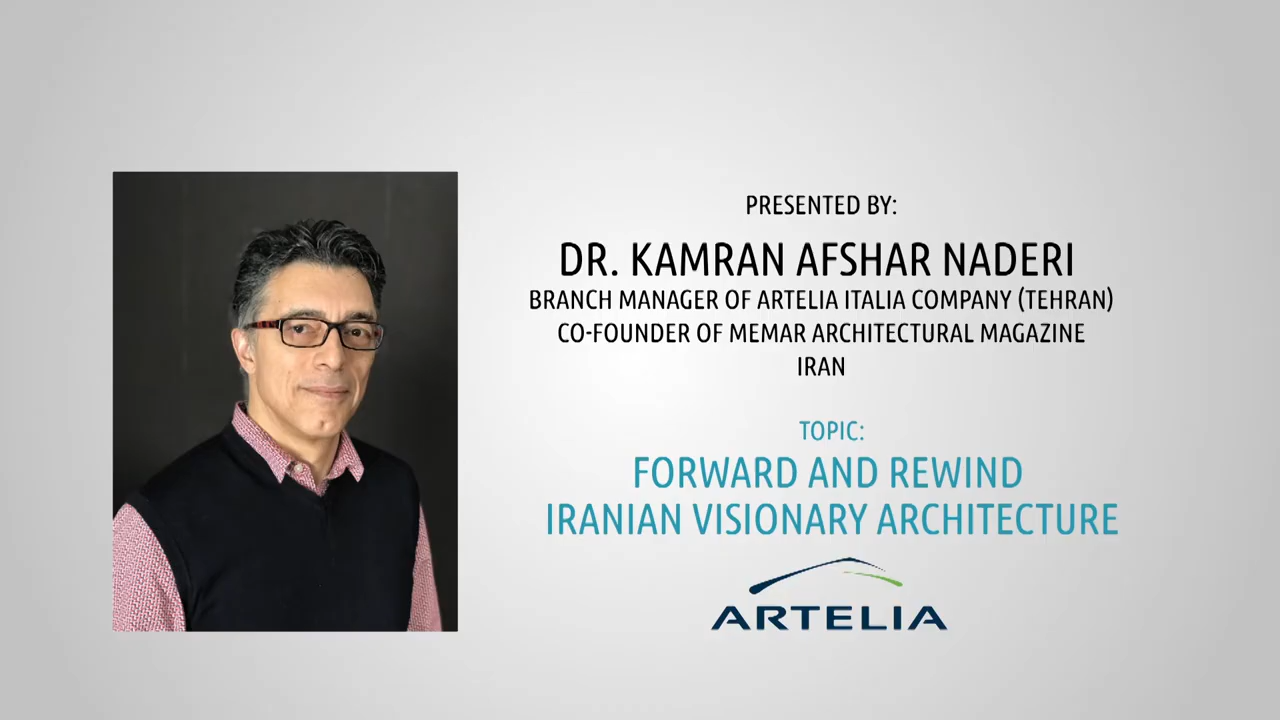 PRESENTED BY:
DR. KAMRAN AFSHAR NADERI
BRANCH MANAGER OF ARTELIA ITALIA COMPANY (TEHRAN)
CO-FOUNDER OF MEMAR ARCHITECTURAL MAGAZINE
IRAN
TOPIC:
FORWARD AND REWIND
IRANIAN VISIONARY ARCHITECTURE
ARTELIA